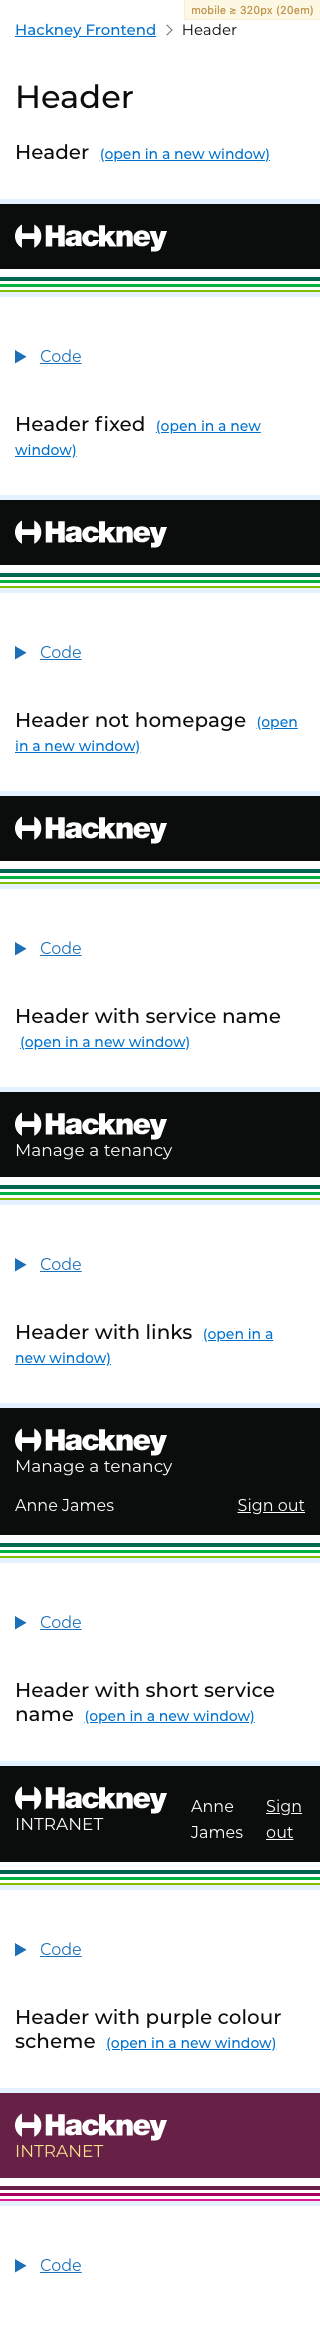 mobile ≥ 320px (20em)
Hackney Frontend > Header
Header
Header (open in a new window)
Hackney
Code
Header fixed (open in a new
window)
Hackney
Code
Header not homepage (open
in a new window)
Hackney
Code
Header with service name
(open in a new window)
Hackney
Manage a tenancy
Code
Header with links (open in a
new window)
Hackney
Manage a tenancy
Anne James Sign out
Code
Header with short service
name (open in a new window)
Hackney
INTRANET
Anne
James
Sign
out
Code
Header with purple colour
scheme (open in a new window)
Hackney
INTRANET
Code